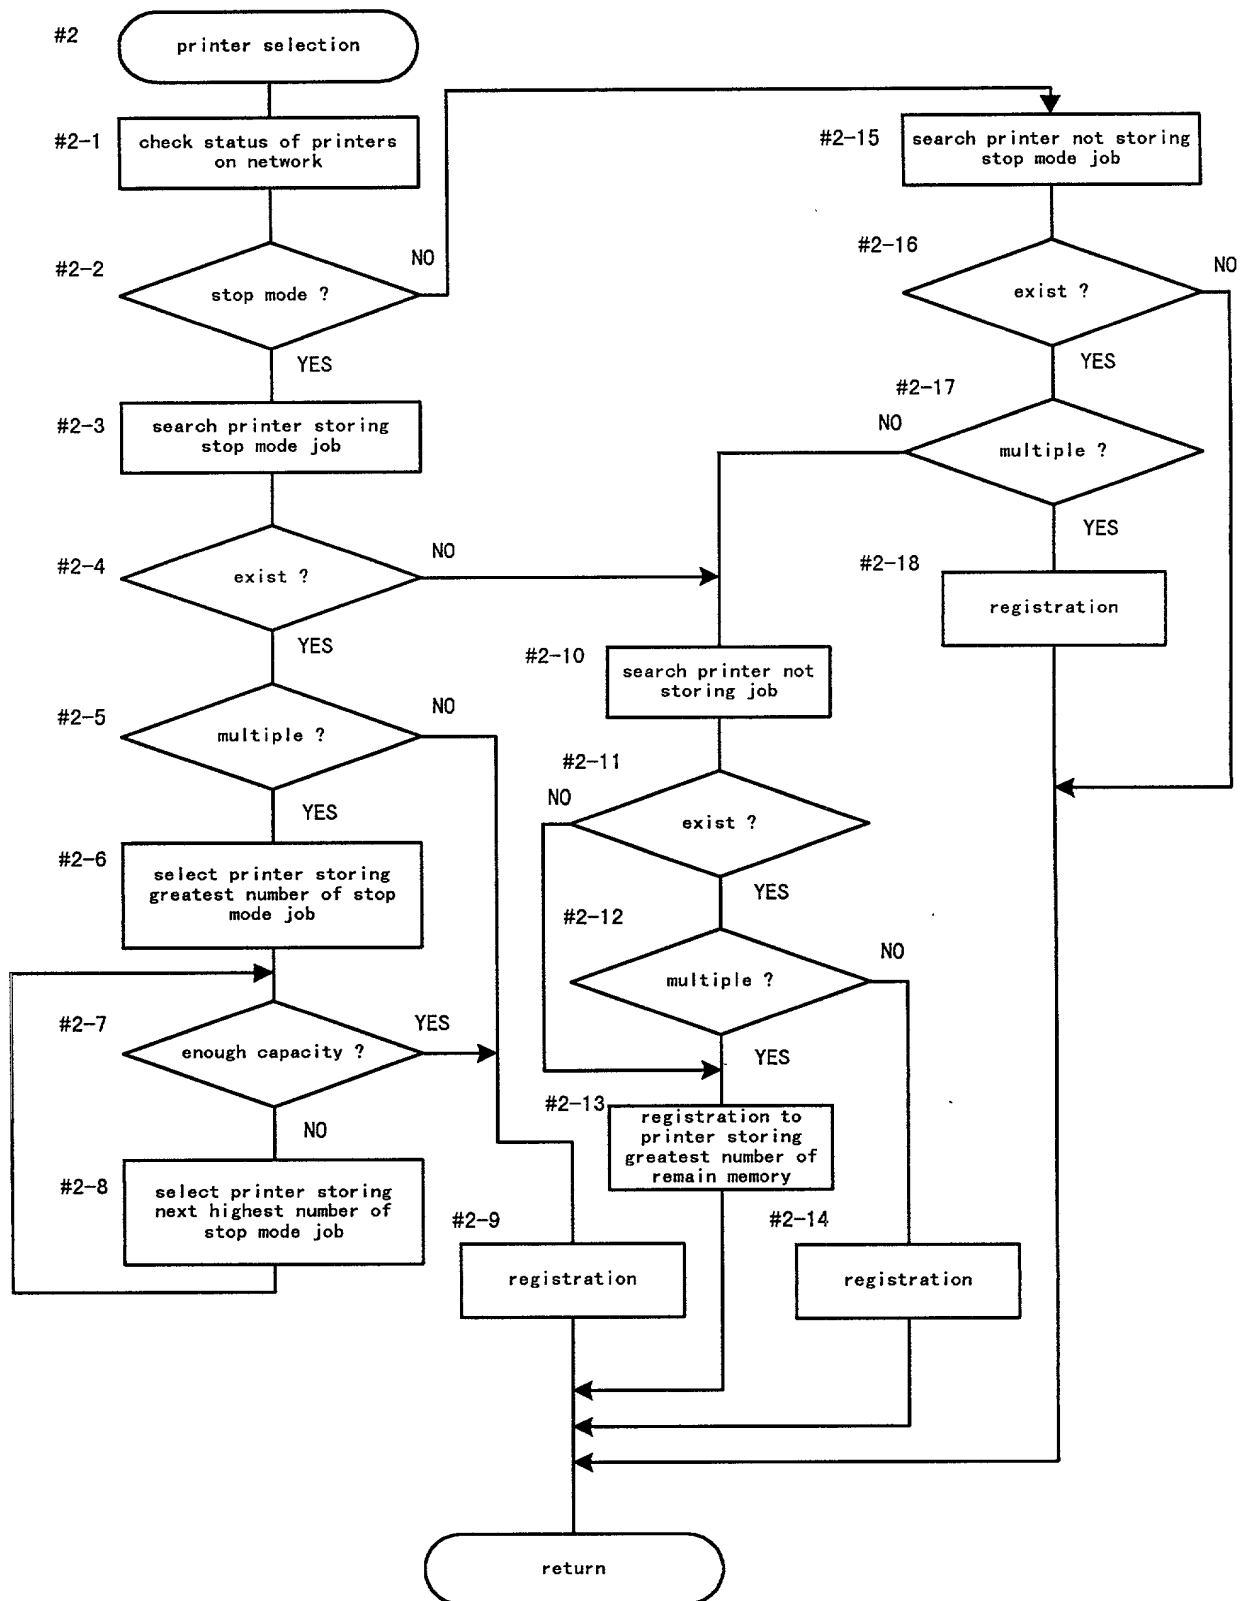 #2
printer selection
#2-1
check status of printers
on network
#2-2
stop mode ?
NO
YES
#2-3
search printer storing
stop mode job
#2-4
exist ?
NO
YES
#2-5
multiple ?
NO
YES
#2-6
select printer storing
greatest number of stop
mode job
#2-7
enough capacity ?
YES
NO
#2-8
select printer storing
next highest number of
stop mode job
#2-9
registration
#2-10
search printer not
storing job
#2-11
NO
exist ?
YES
#2-12
multiple ?
NO
YES
#2-13
registration to
printer storing
greatest number of
remain memory
#2-14
registration
#2-15
search printer not storing
stop mode job
#2-16
exist ?
NO
YES
#2-17
NO
multiple ?
YES
#2-18
registration
return